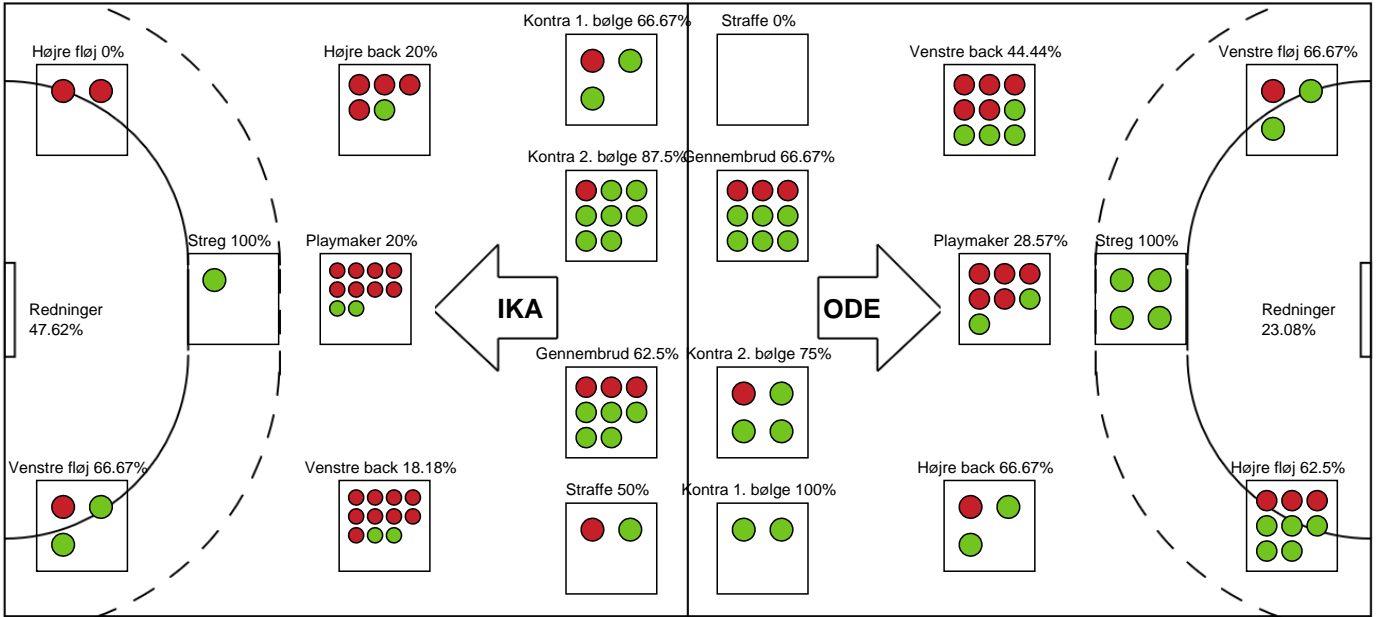 Kontra 1. bølge 66.67%
Straffe 0%
Højre fløj 0%
Højre back 20%
Venstre back 44.44%
Venstre fløj 66.67%
Kontra 2. bølge 87.5%
Gennembrud 66.67%
Streg 100%
Playmaker 20%
Playmaker 28.57%
Streg 100%
Redninger
47.62%
IKA
ODE
Redninger
23.08%
Gennembrud 62.5%
Kontra 2. bølge 75%
Venstre fløj 66.67%
Venstre back 18.18%
Højre back 66.67%
Højre fløj 62.5%
Straffe 50%
Kontra 1. bølge 100%